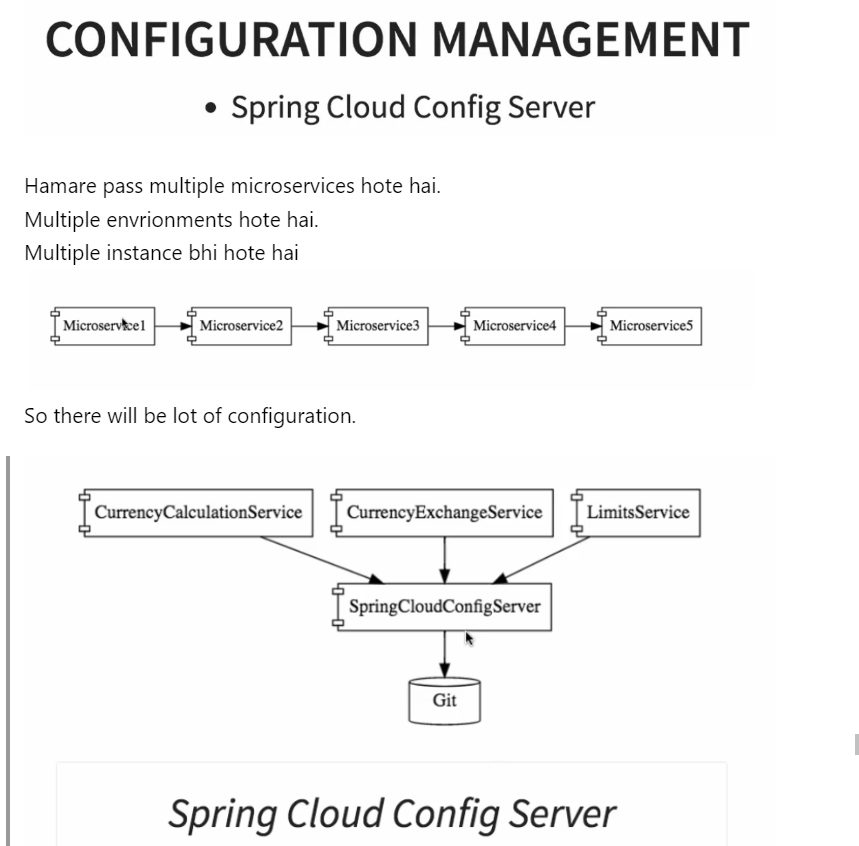 CONFIGURATION MANAGEMENT
• Spring Cloud Config Server
Hamare pass multiple microservices hote hai.
Multiple envrionments hote hai.
Multiple instance bhi hote hai
Microservice1 Microservice2 Microservice3 Microservice4 Microservice5
So there will be lot of configuration.
CurrencyCalculationService CurrencyExchangeService LimitsService
SpringCloudConfigServer
Git
Spring Cloud Config Server